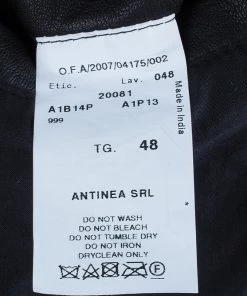 O.F.A/2007/04175/002
Etic. Lav. 048
20081
A1B14P A1P13
999
Made in India
TG. 48
ANTINEA SRL
DO NOT WASH
DO NOT BLEACH
DO NOT TUMBLE DRY
DO NOT IRON
DRYCLEAN ONLY
F